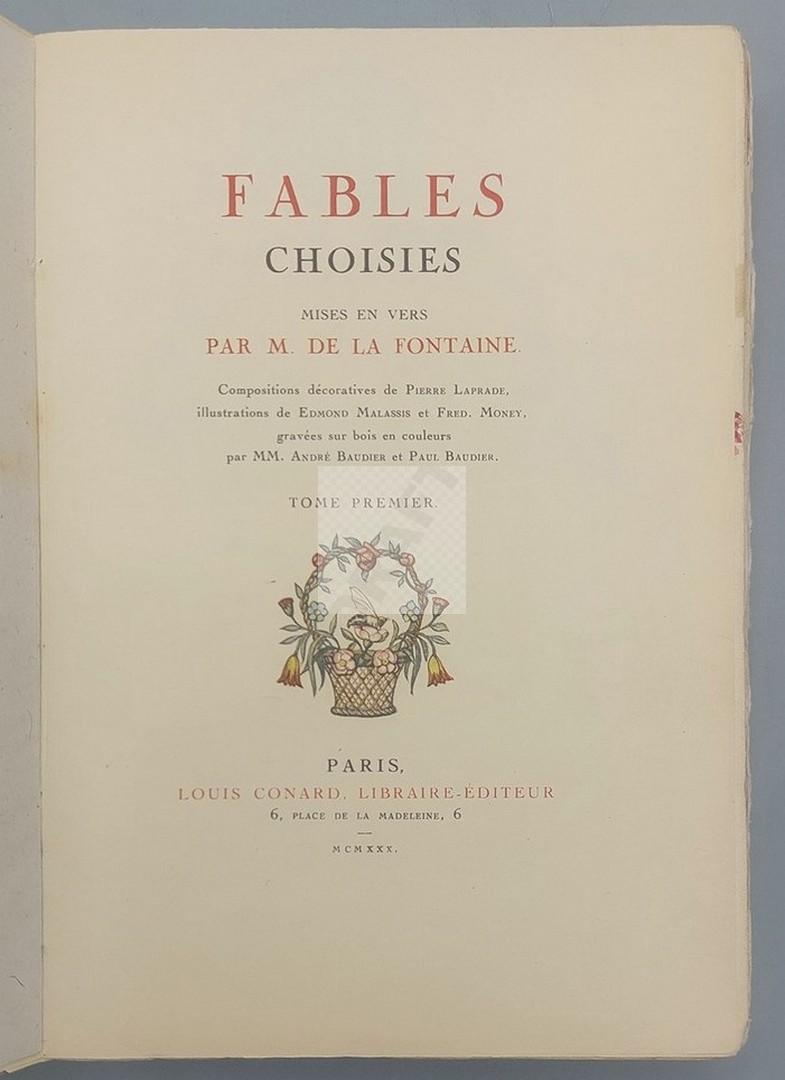 FABLES
CHOISIES
MISES EN VERS
PAR M. DE LA FONTAINE.
Compositions décoratives de PIERRE LAPRADE,
illustrations de EDMOND MALASSIS et FRED. MONEY,
gravées sur bois en couleurs
par MM. ANDRÉ BAUDIER et PAUL BAUDIER.
TOME PREMIER.
PARIS,
LOUIS CONARD, LIBRAIRE-ÉDITEUR
6, PLACE DE LA MADELEINE, 6
MCMXXX.